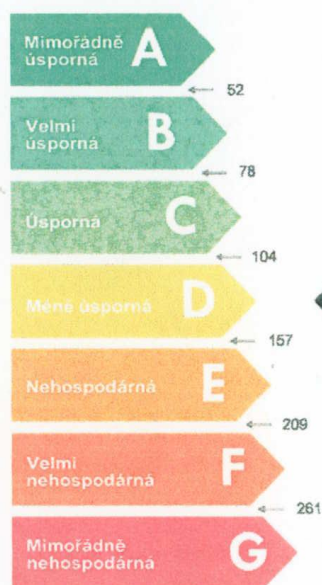 Mimořádně
úsporná
A
52
Velmi
úsporná
B
78
Úsporná
C
104
Méně úsporná
D
157
Nehospodárná
E
209
Velmi
nehospodárná
F
261
Mimořádně
nehospodárná
G